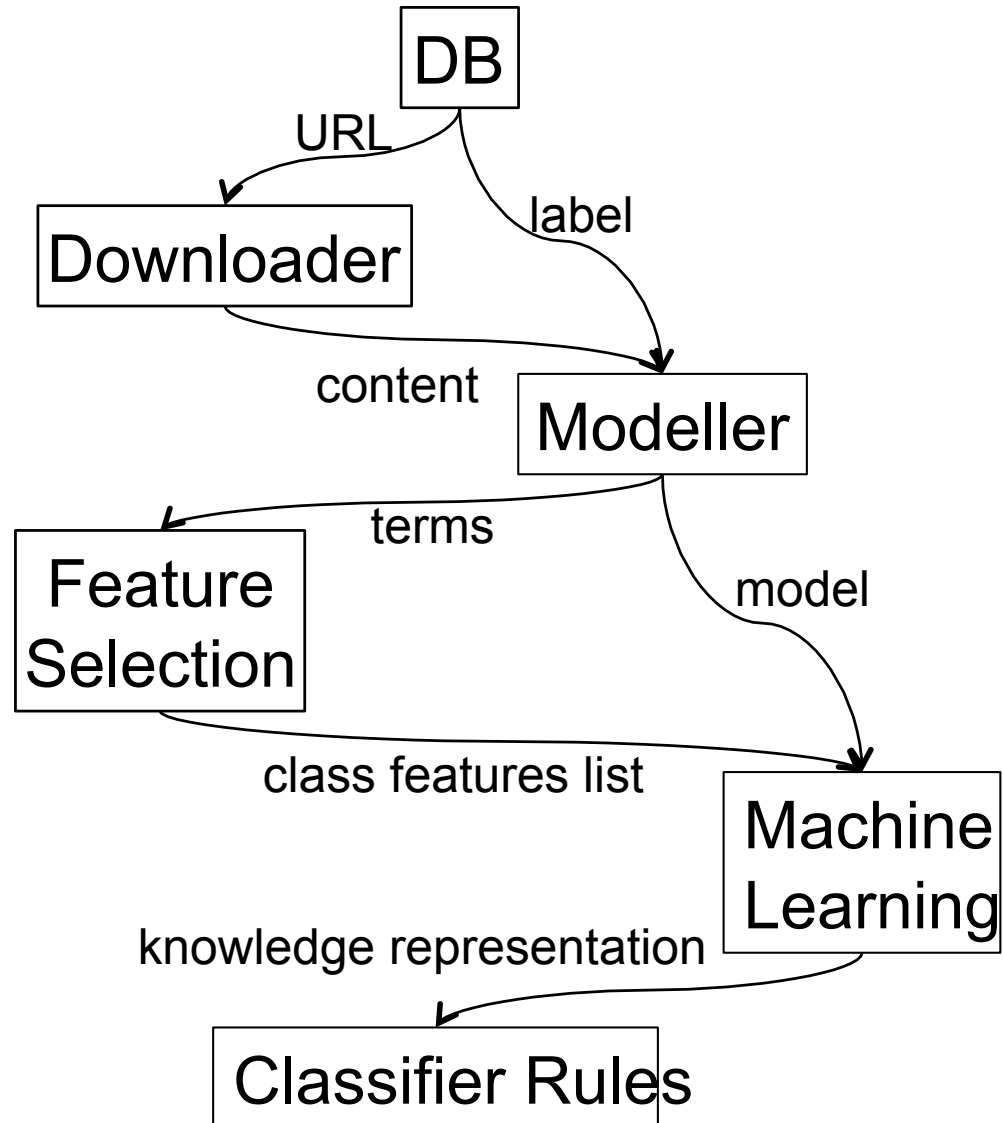 DB
URL
label
Downloader
content
Modeller
terms
Feature
Selection
model
class features list
Machine
Learning
knowledge representation
Classifier Rules